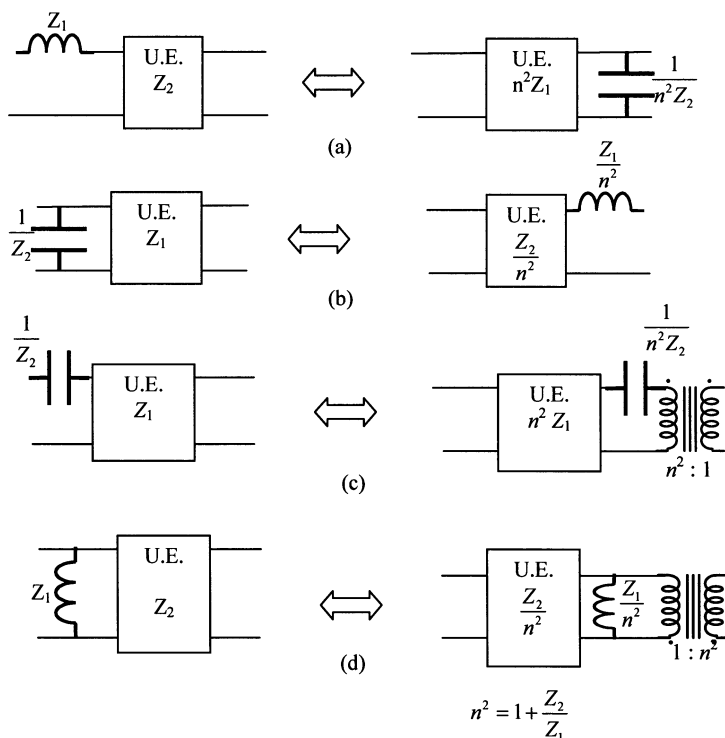 Z₁
U.E.
Z₂
U.E.
n²Z₁
1/(n²Z₂)
(a)
1/Z₂
U.E.
Z₁
U.E.
Z₂/n²
Z₁/n²
(b)
1/Z₂
U.E.
Z₁
U.E.
n² Z₁
1/(n²Z₂)
n² : 1
(c)
Z₁
U.E.
Z₂
U.E.
Z₂/n²
Z₁/n²
1 : n²
(d)
n² = 1 + Z₂/Z₁